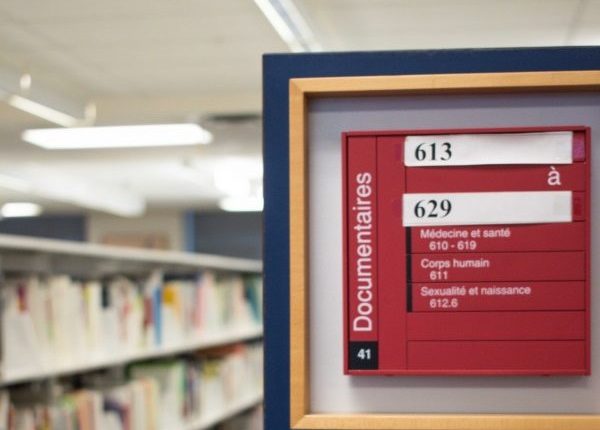 Documentaires
41
613
à
629
Médecine et santé
610 - 619
Corps humain
611
Sexualité et naissance
612.6